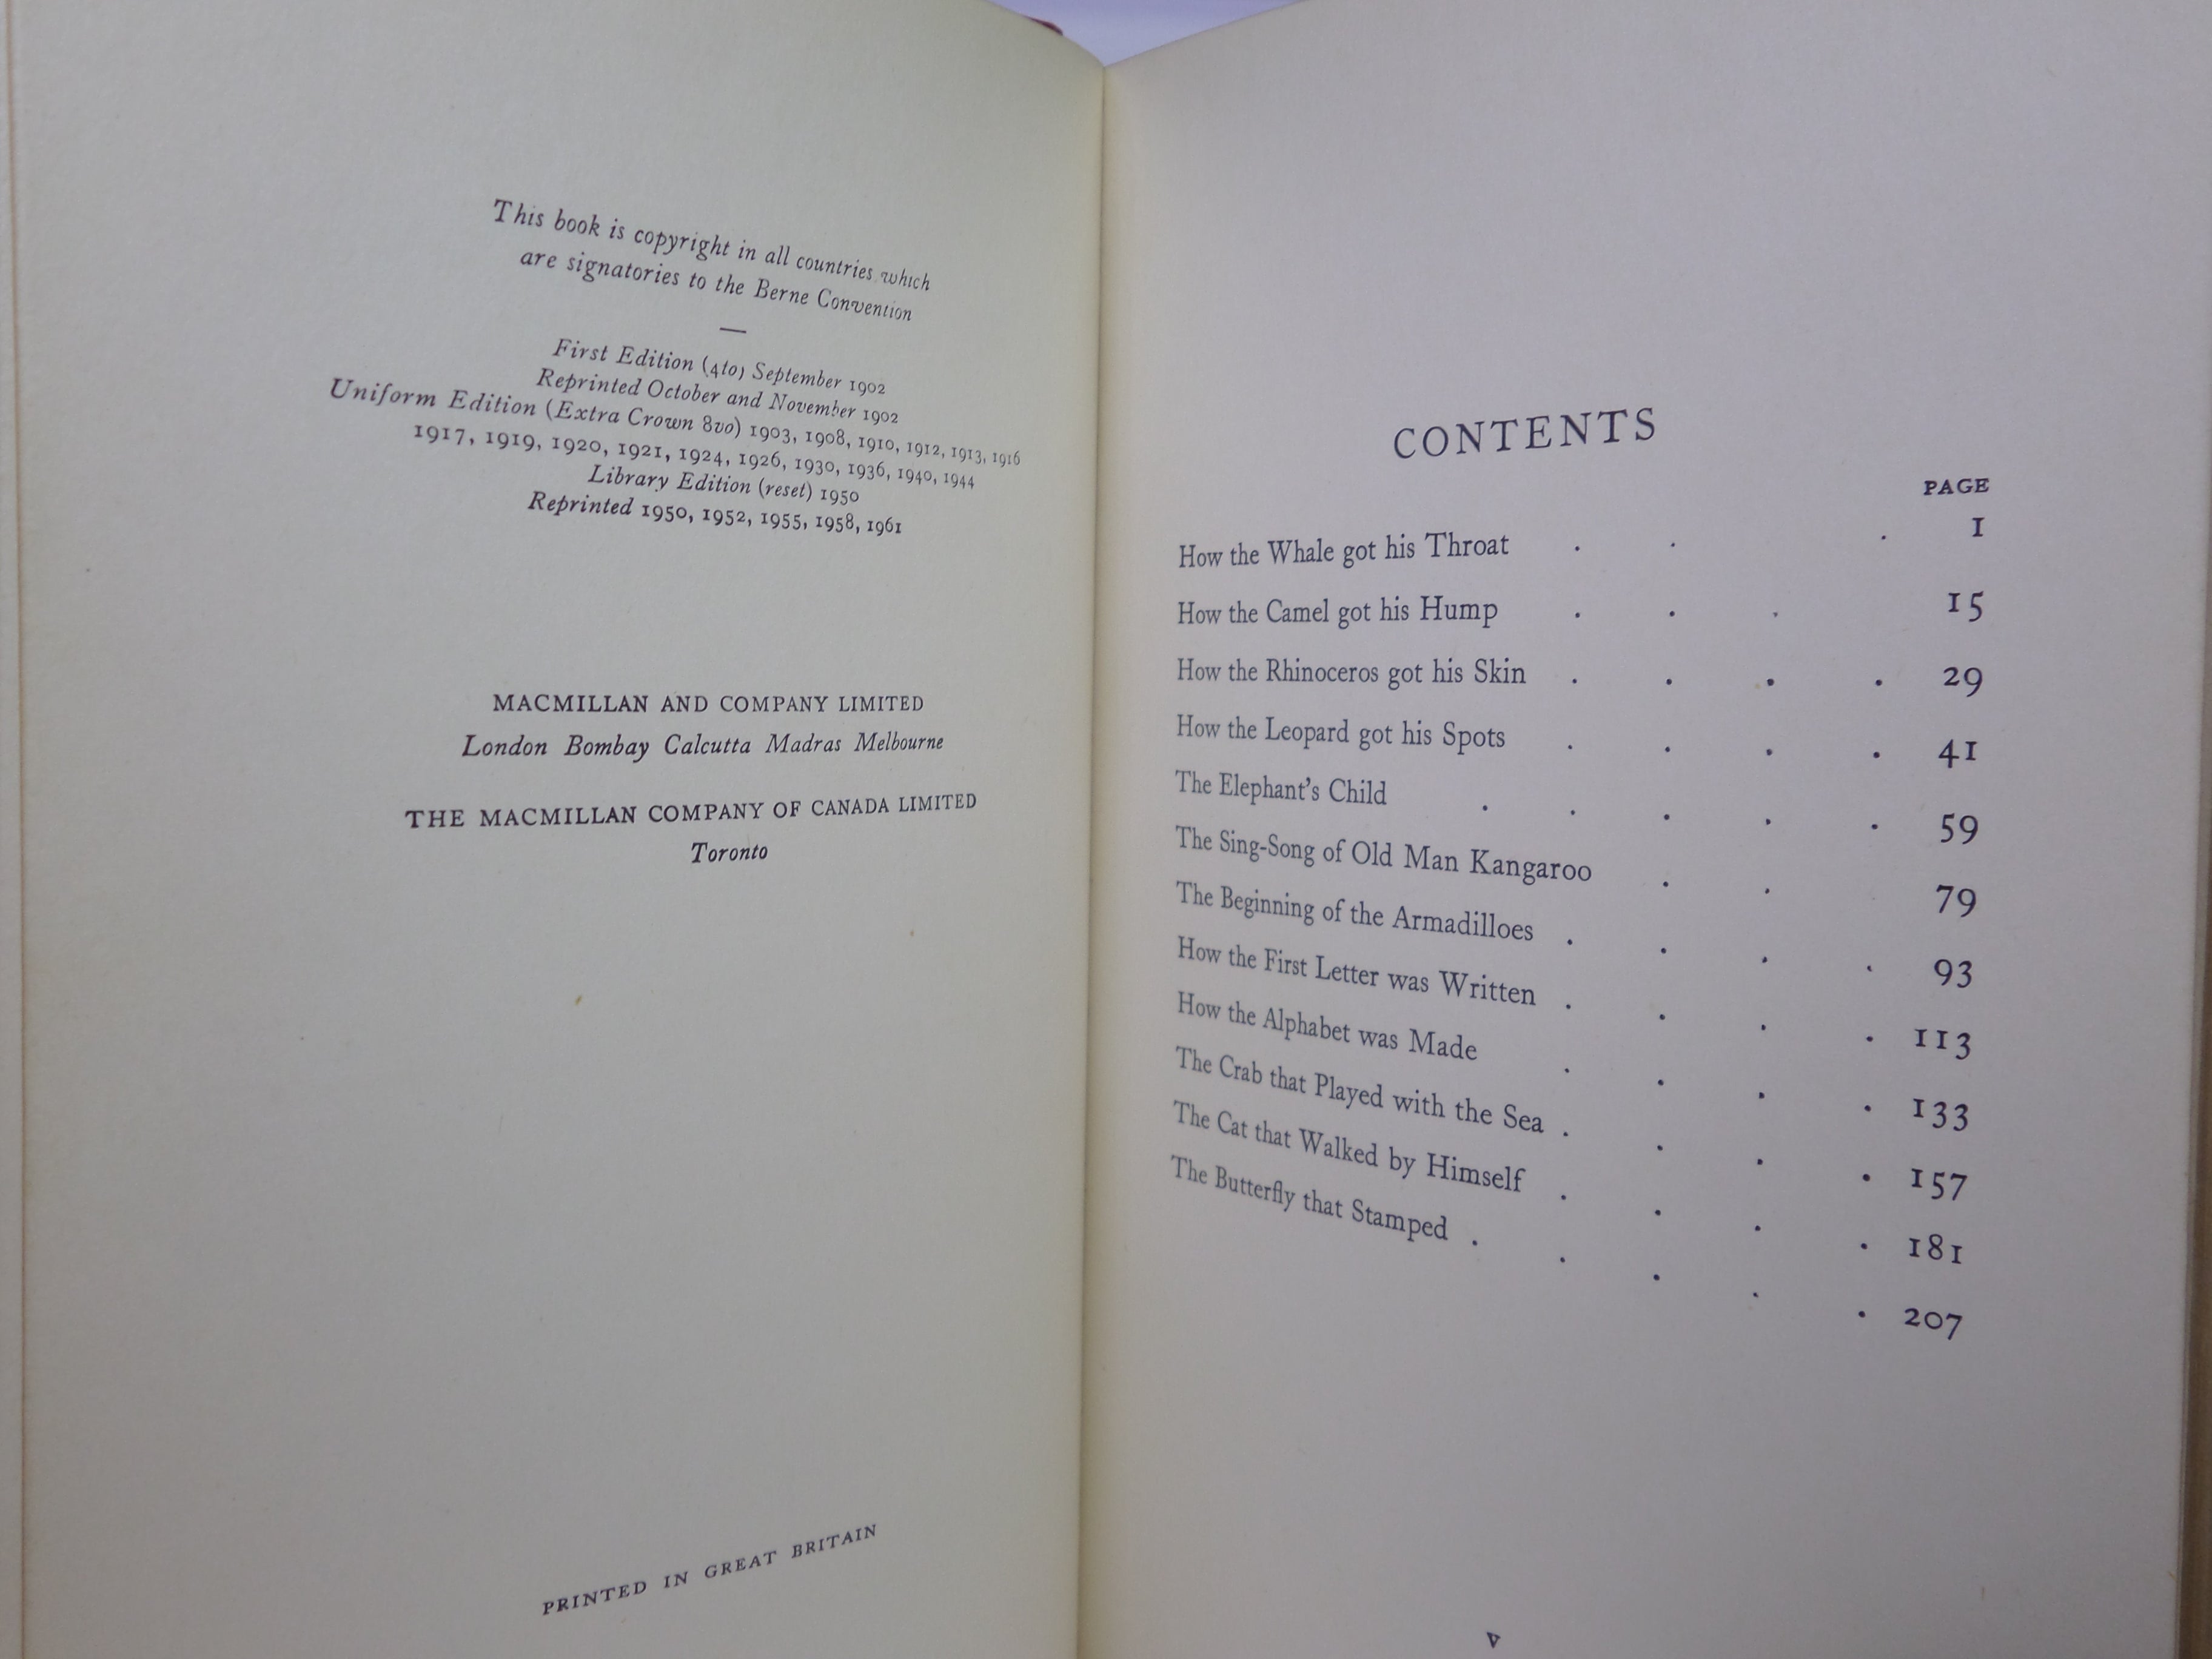 This book is copyright in all countries which
are signatories to the Berne Convention
—
First Edition (4to) September 1902
Reprinted October and November 1902
Uniform Edition (Extra Crown 8vo) 1903, 1908, 1910, 1912, 1913, 1916
1917, 1919, 1920, 1921, 1924, 1926, 1930, 1936, 1940, 1944
Library Edition (reset) 1950
Reprinted 1950, 1952, 1955, 1958, 1961
MACMILLAN AND COMPANY LIMITED
London Bombay Calcutta Madras Melbourne
THE MACMILLAN COMPANY OF CANADA LIMITED
Toronto
PRINTED IN GREAT BRITAIN
CONTENTS
PAGE
How the Whale got his Throat . . . 1
How the Camel got his Hump . . . 15
How the Rhinoceros got his Skin . . . . 29
How the Leopard got his Spots . . . . 41
The Elephant's Child . . . . . 59
The Sing-Song of Old Man Kangaroo . . 79
The Beginning of the Armadilloes . . . . 93
How the First Letter was Written . . . . 113
How the Alphabet was Made . . . . 133
The Crab that Played with the Sea . . . . 157
The Cat that Walked by Himself . . . . 181
The Butterfly that Stamped . . . . . 207
v